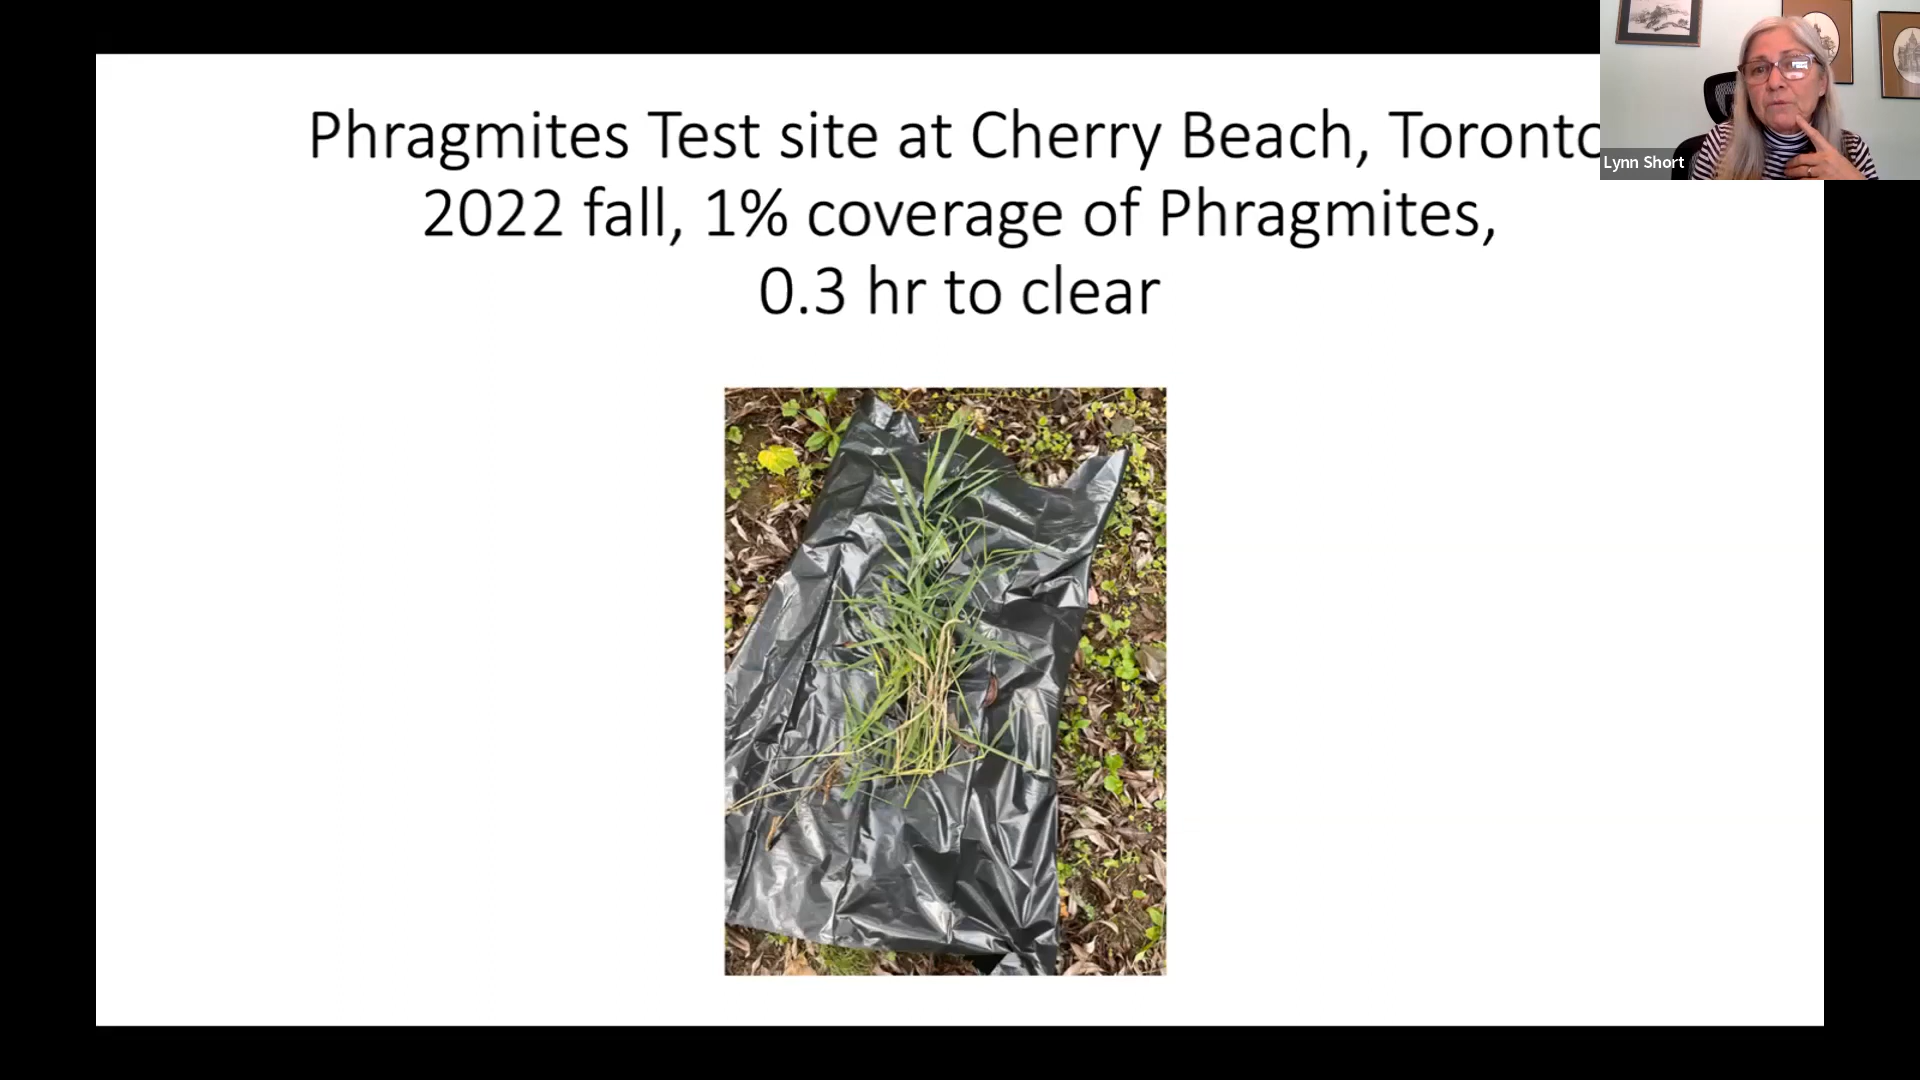 Phragmites Test site at Cherry Beach, Toronto
2022 fall, 1% coverage of Phragmites,
0.3 hr to clear
Lynn Short